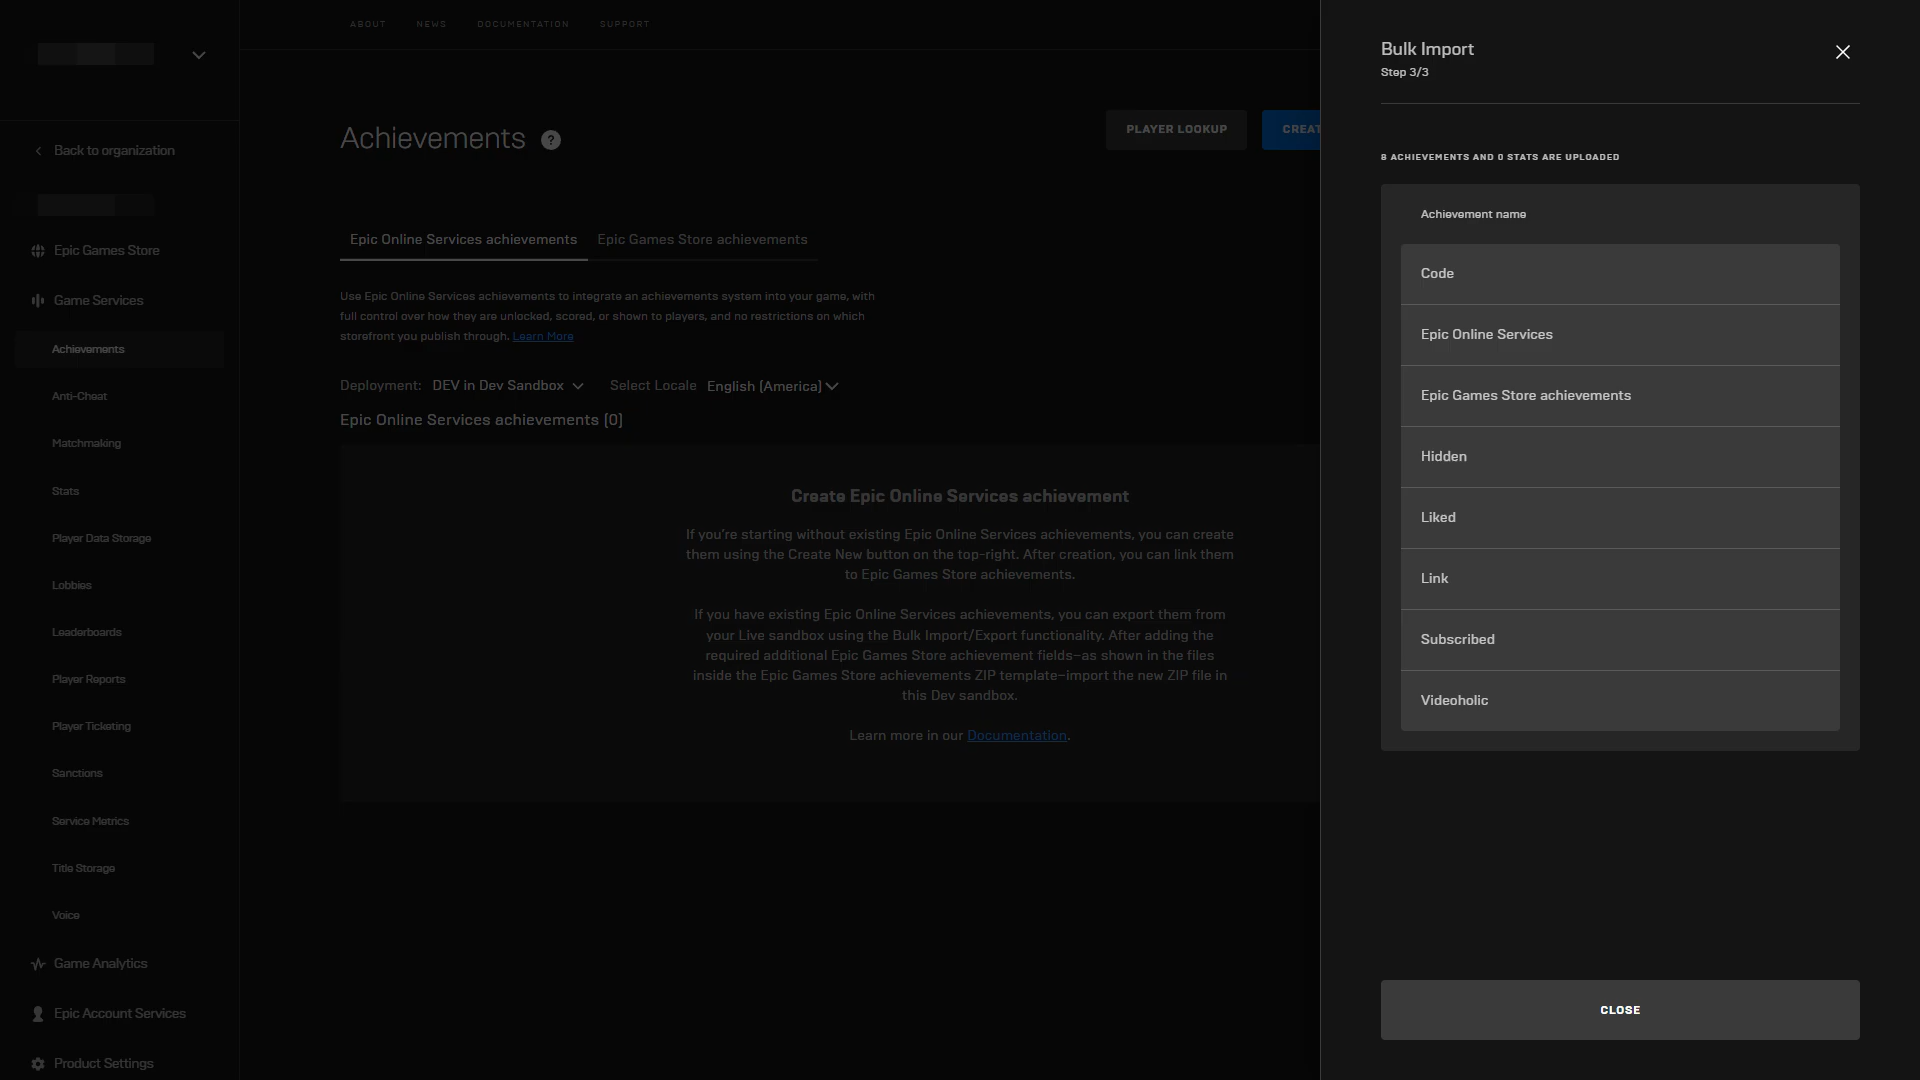 ABOUT
NEWS
DOCUMENTATION
SUPPORT
Back to organization
Epic Games Store
Game Services
Achievements
Anti-Cheat
Matchmaking
Stats
Player Data Storage
Lobbies
Leaderboards
Player Reports
Player Ticketing
Sanctions
Service Metrics
Title Storage
Voice
Game Analytics
Epic Account Services
Product Settings
Achievements ?
PLAYER LOOKUP
CREAT
Epic Online Services achievements
Epic Games Store achievements
Use Epic Online Services achievements to integrate an achievements system into your game, with
full control over how they are unlocked, scored, or shown to players, and no restrictions on which
storefront you publish through. Learn More
Deployment: DEV in Dev Sandbox
Select Locale English (America)
Epic Online Services achievements (0)
Create Epic Online Services achievement
If you're starting without existing Epic Online Services achievements, you can create
them using the Create New button on the top-right. After creation, you can link them
to Epic Games Store achievements.
If you have existing Epic Online Services achievements, you can export them from
your Live sandbox using the Bulk Import/Export functionality. After adding the
required additional Epic Games Store achievement fields–as shown in the files
inside the Epic Games Store achievements ZIP template–import the new ZIP file in
this Dev sandbox.
Learn more in our Documentation.
Bulk Import
Step 3/3
8 ACHIEVEMENTS AND 0 STATS ARE UPLOADED
Achievement name
Code
Epic Online Services
Epic Games Store achievements
Hidden
Liked
Link
Subscribed
Videoholic
CLOSE